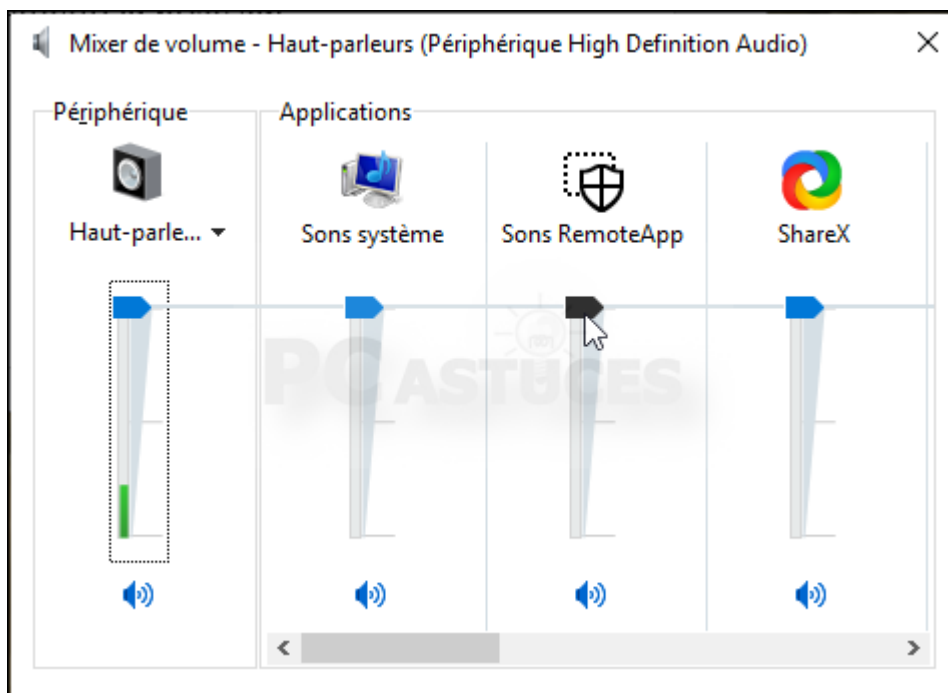 Mixer de volume - Haut-parleurs (Périphérique High Definition Audio)
Périphérique
Applications
Haut-parle...
Sons système
Sons RemoteApp
ShareX
PC ASTUCES